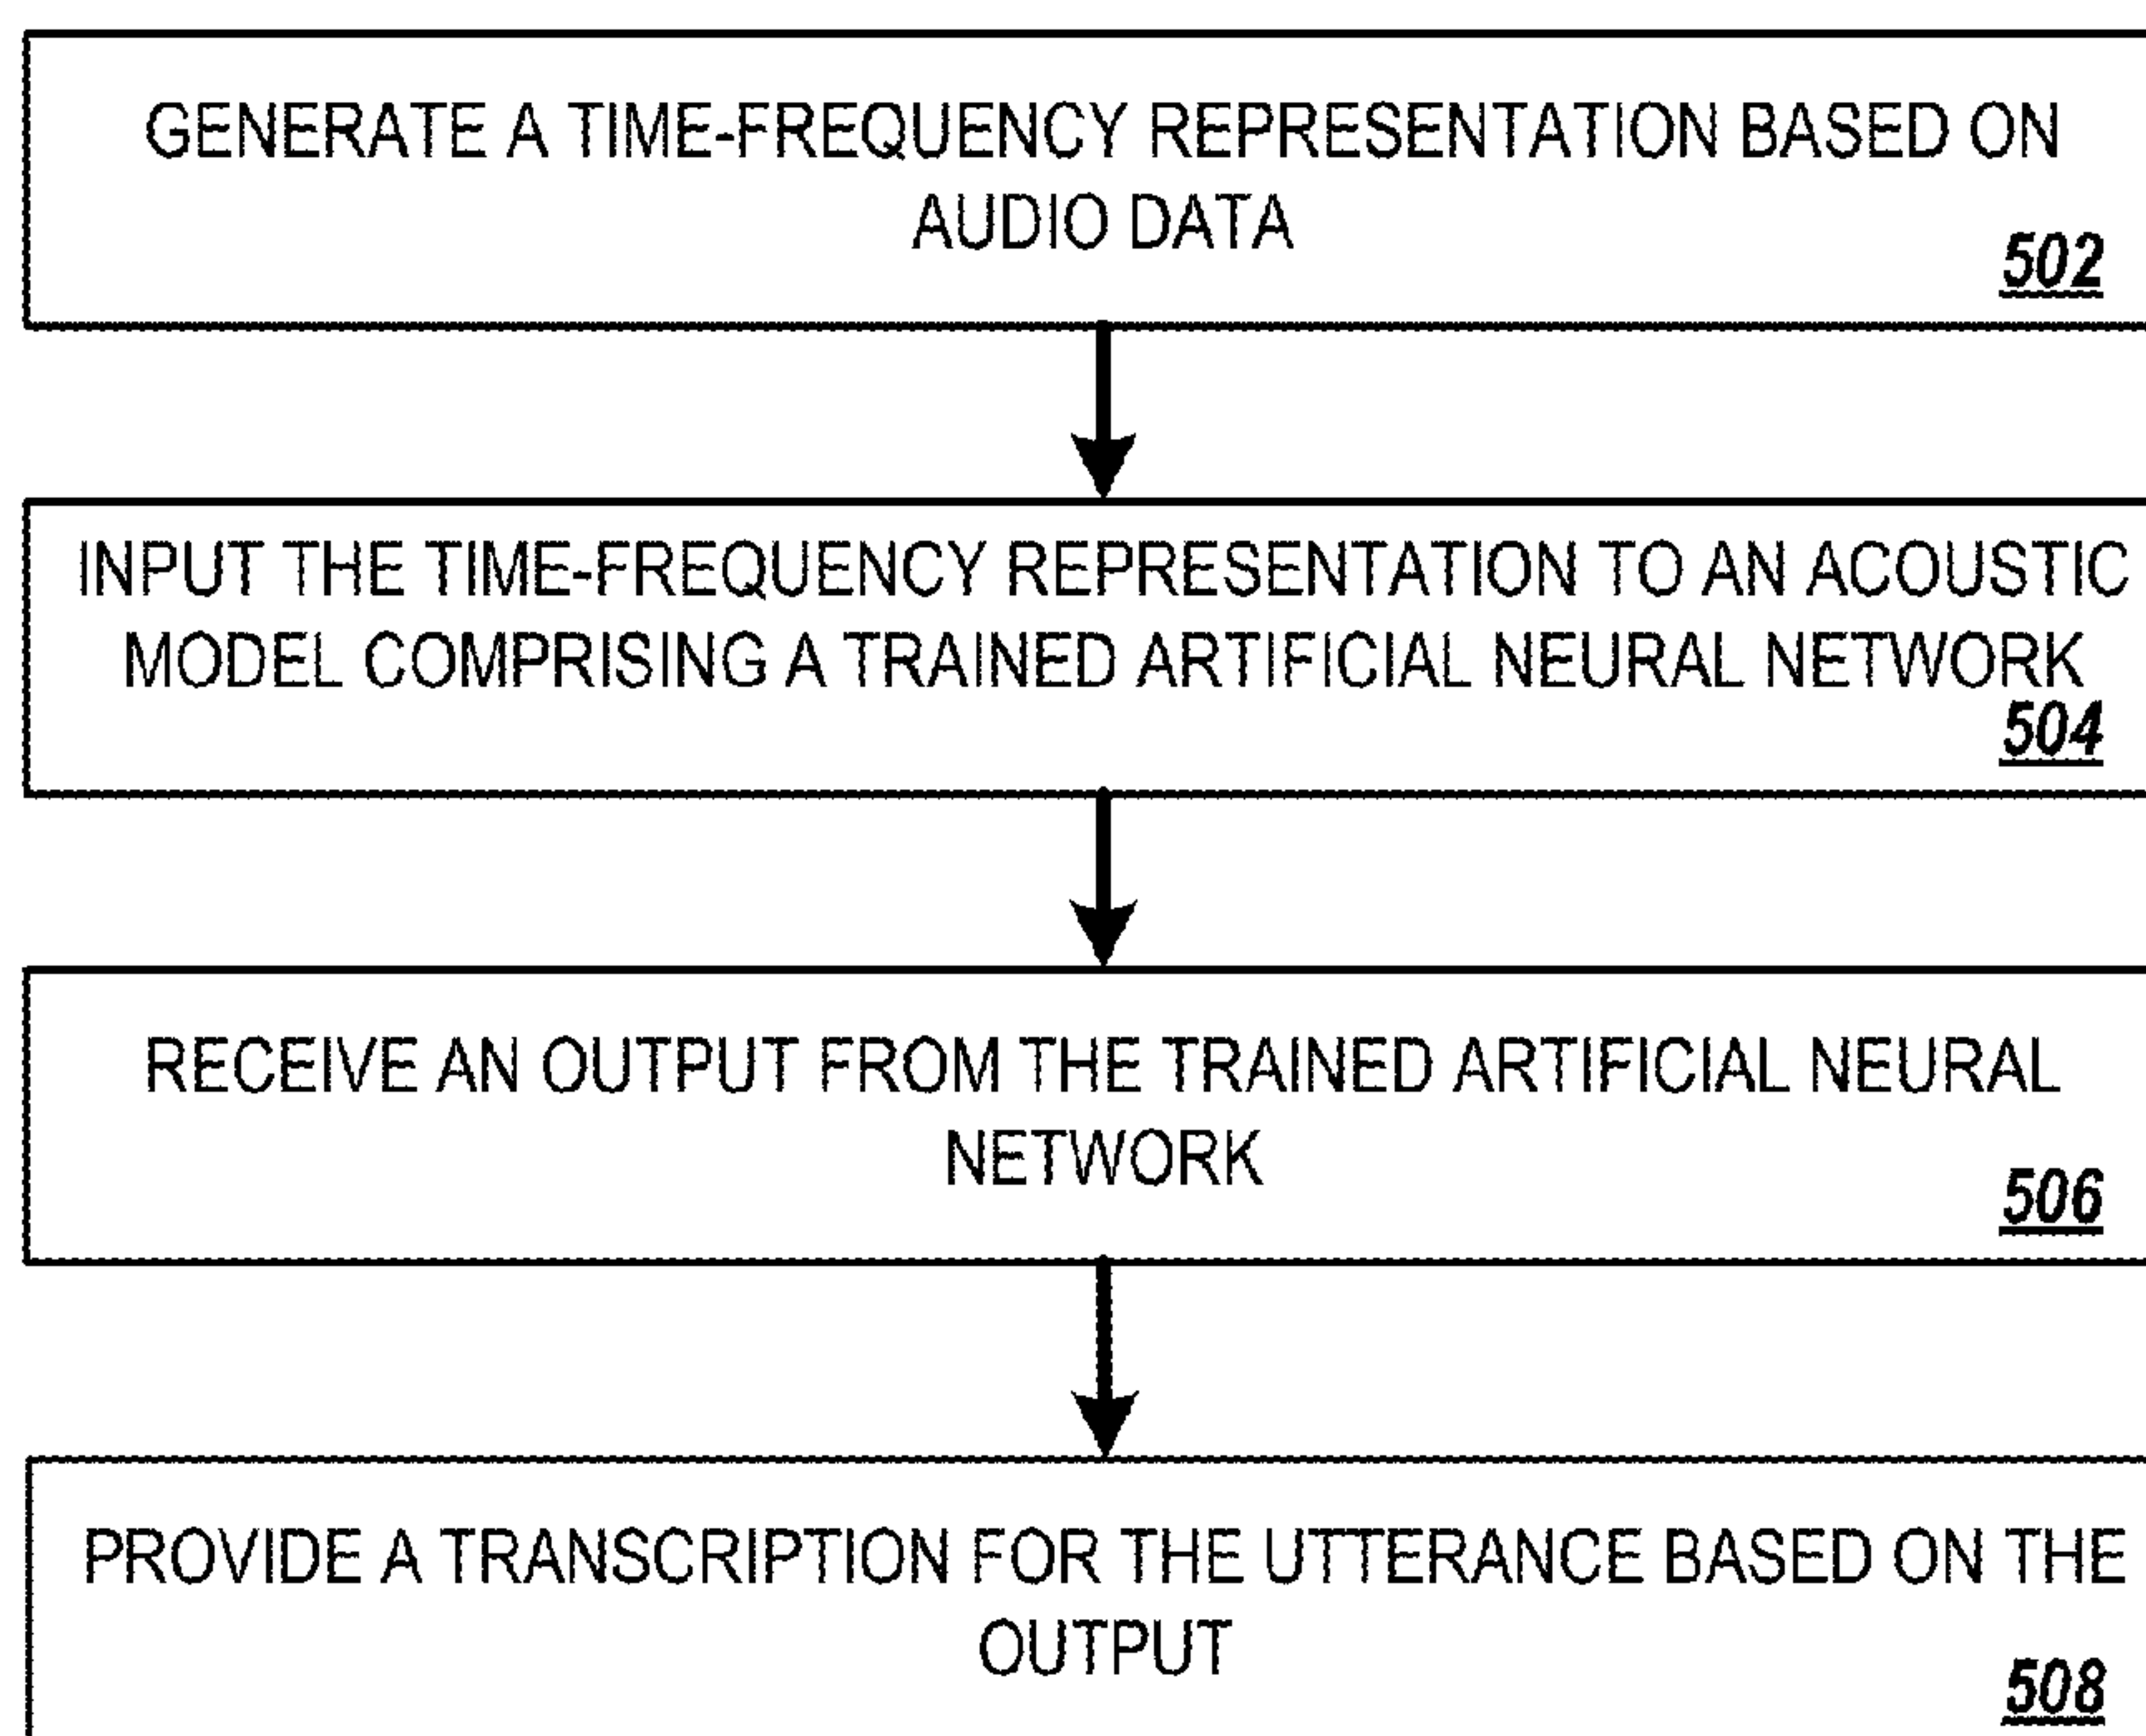 GENERATE A TIME-FREQUENCY REPRESENTATION BASED ON
AUDIO DATA
502
INPUT THE TIME-FREQUENCY REPRESENTATION TO AN ACOUSTIC
MODEL COMPRISING A TRAINED ARTIFICIAL NEURAL NETWORK
504
RECEIVE AN OUTPUT FROM THE TRAINED ARTIFICIAL NEURAL
NETWORK
506
PROVIDE A TRANSCRIPTION FOR THE UTTERANCE BASED ON THE
OUTPUT
508